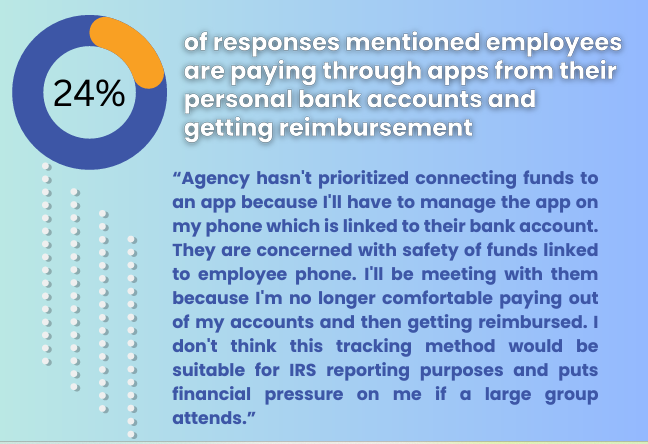 24%
of responses mentioned employees
are paying through apps from their
personal bank accounts and
getting reimbursement
“Agency hasn't prioritized connecting funds to
an app because I'll have to manage the app on
my phone which is linked to their bank account.
They are concerned with safety of funds linked
to employee phone. I'll be meeting with them
because I'm no longer comfortable paying out
of my accounts and then getting reimbursed. I
don't think this tracking method would be
suitable for IRS reporting purposes and puts
financial pressure on me if a large group
attends.”